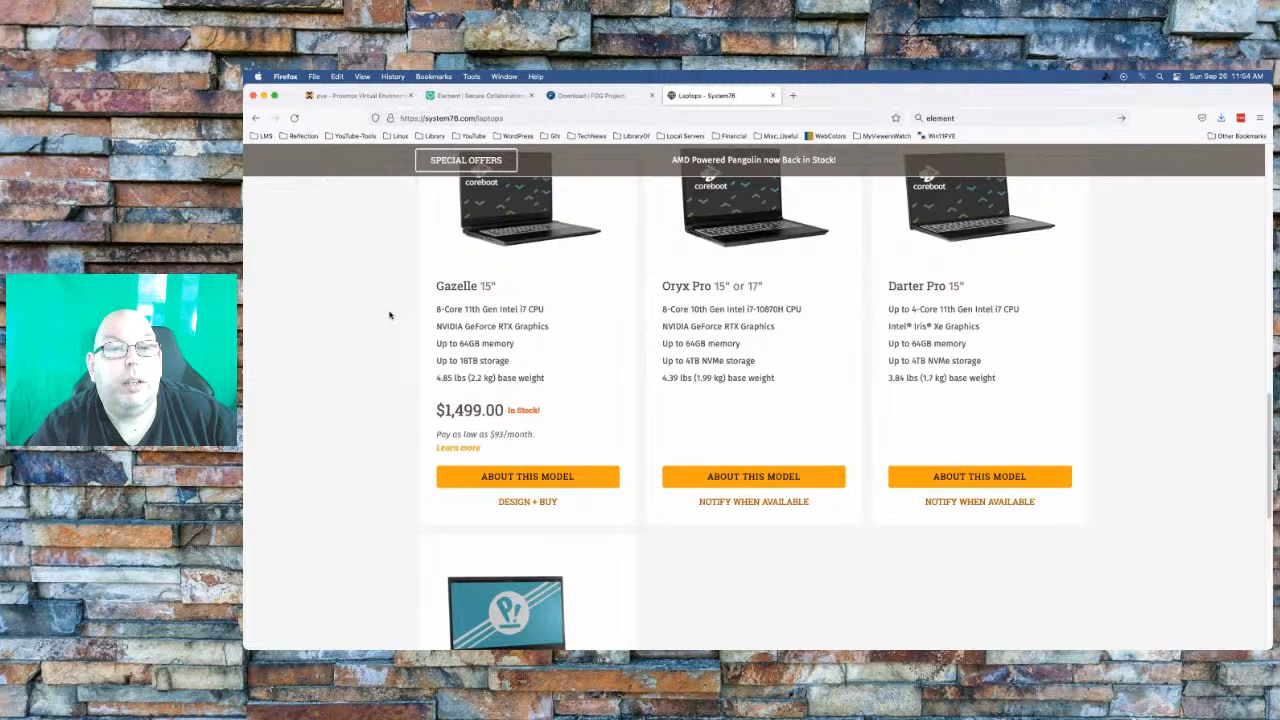 Firefox File Edit View History Bookmarks Tools Window Help
Sun Sep 26 11:54 AM
pve - Proxmox Virtual Environm
Element | Secure Collaboration
Download | FOG Project
Laptops - System76
https://system76.com/laptops
element
LMS Reflection YouTube-Tools Linus Library YouTube WordPress Gfx TechNews LibraryOf Local Servers Financial Misc_Useful WebColors MyViewersWatch Win11PVE Other Bookmarks
SPECIAL OFFERS
AMD Powered Pangolin now Back in Stock!
coreboot
coreboot
coreboot
Gazelle 15"
8-Core 11th Gen Intel i7 CPU
NVIDIA GeForce RTX Graphics
Up to 64GB memory
Up to 18TB storage
4.85 lbs (2.2 kg) base weight
$1,499.00 In Stock!
Pay as low as $93/month.
Learn more
ABOUT THIS MODEL
DESIGN + BUY
Oryx Pro 15" or 17"
8-Core 10th Gen Intel i7-10870H CPU
NVIDIA GeForce RTX Graphics
Up to 64GB memory
Up to 4TB NVMe storage
4.39 lbs (1.99 kg) base weight
ABOUT THIS MODEL
NOTIFY WHEN AVAILABLE
Darter Pro 15"
Up to 4-Core 11th Gen Intel i7 CPU
Intel® Iris® Xe Graphics
Up to 64GB memory
Up to 4TB NVMe storage
3.84 lbs (1.7 kg) base weight
ABOUT THIS MODEL
NOTIFY WHEN AVAILABLE
P!